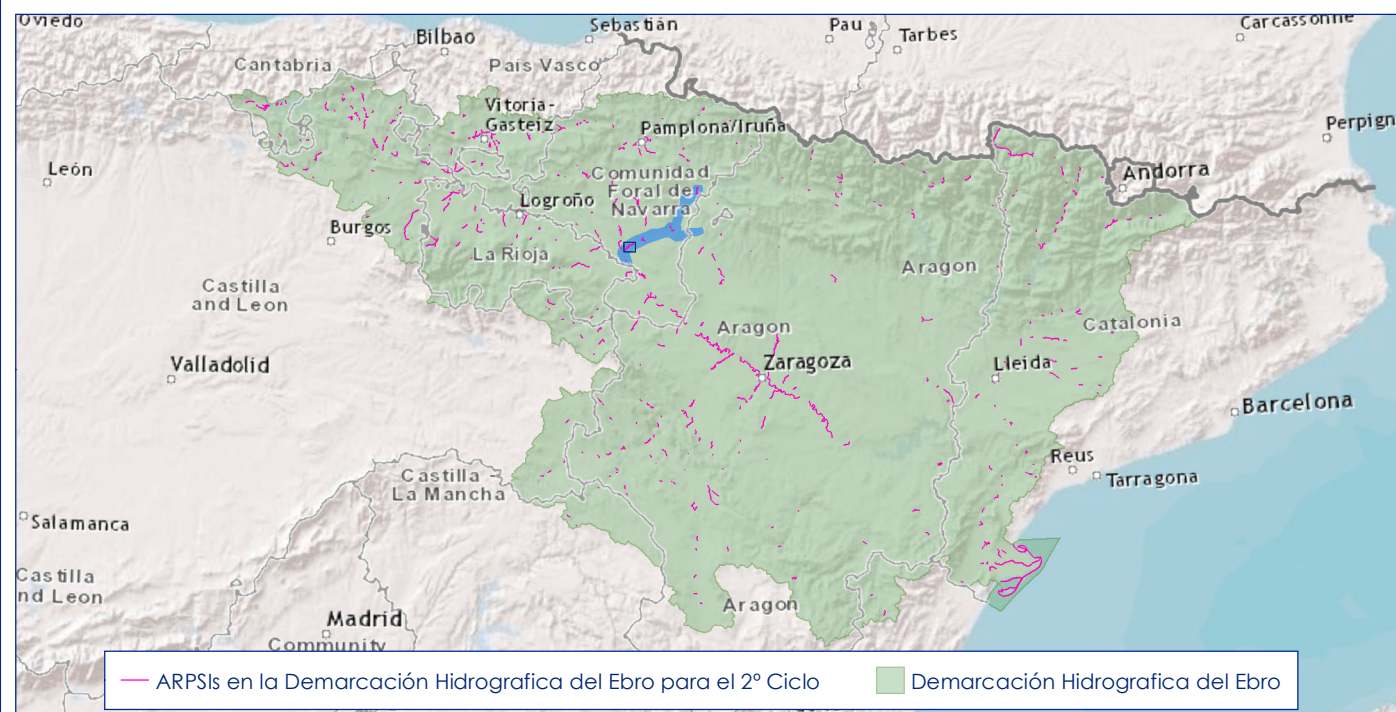 Oviedo
Sebastián
Pau
Carcassonne
Bilbao
Tarbes
Cantabria
País Vasco
Vitoria-
Gasteiz
Pamplona/Iruña
Perpign
León
Comunidad
Foral de
Navarra
Andorra
Logroño
Burgos
La Rioja
Aragon
Castilla
and Leon
Aragon
Catalonia
Valladolid
Zaragoza
Lleida
Barcelona
Reus
Castilla
La Mancha
Tarragona
Salamanca
Castilla
nd Leon
Aragon
Madrid
Community
ARPSIs en la Demarcación Hidrografica del Ebro para el 2º Ciclo
Demarcación Hidrografica del Ebro